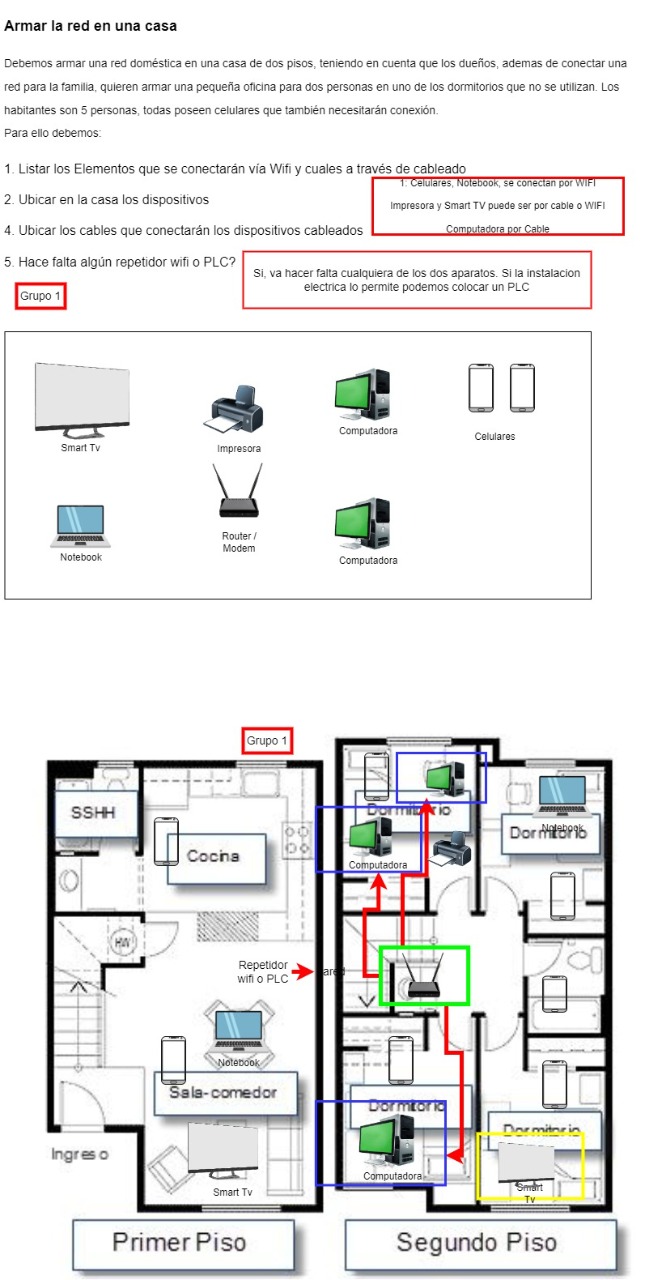 Armar la red en una casa
Debemos armar una red doméstica en una casa de dos pisos, teniendo en cuenta que los dueños, ademas de conectar una
red para la familia, quieren armar una pequeña oficina para dos personas en uno de los dormitorios que no se utilizan. Los
habitantes son 5 personas, todas poseen celulares que también necesitarán conexión.
Para ello debemos:
1. Listar los Elementos que se conectarán vía Wifi y cuales a través de cableado
1: Celulares, Notebook, se conectan por WIFI
2. Ubicar en la casa los dispositivos
Impresora y Smart TV puede ser por cable o WIFI
4. Ubicar los cables que conectarán los dispositivos cableados
Computadora por Cable
5. Hace falta algún repetidor wifi o PLC?
Si, va hacer falta cualquiera de los dos aparatos. Si la instalacion
electrica lo permite podemos colocar un PLC
Grupo 1
Smart Tv
Impresora
Computadora
Celulares
Notebook
Router /
Modem
Computadora
Grupo 1
SSHH
Cocina
Dormitorio
Computadora
Notebook
Dormitorio
HW
Repetidor
wifi o PLC
Notebook
Sala-comedor
Ingreso
Smart Tv
Dormitorio
Computadora
Dormitorio
Smart
Tv
Primer Piso
Segundo Piso